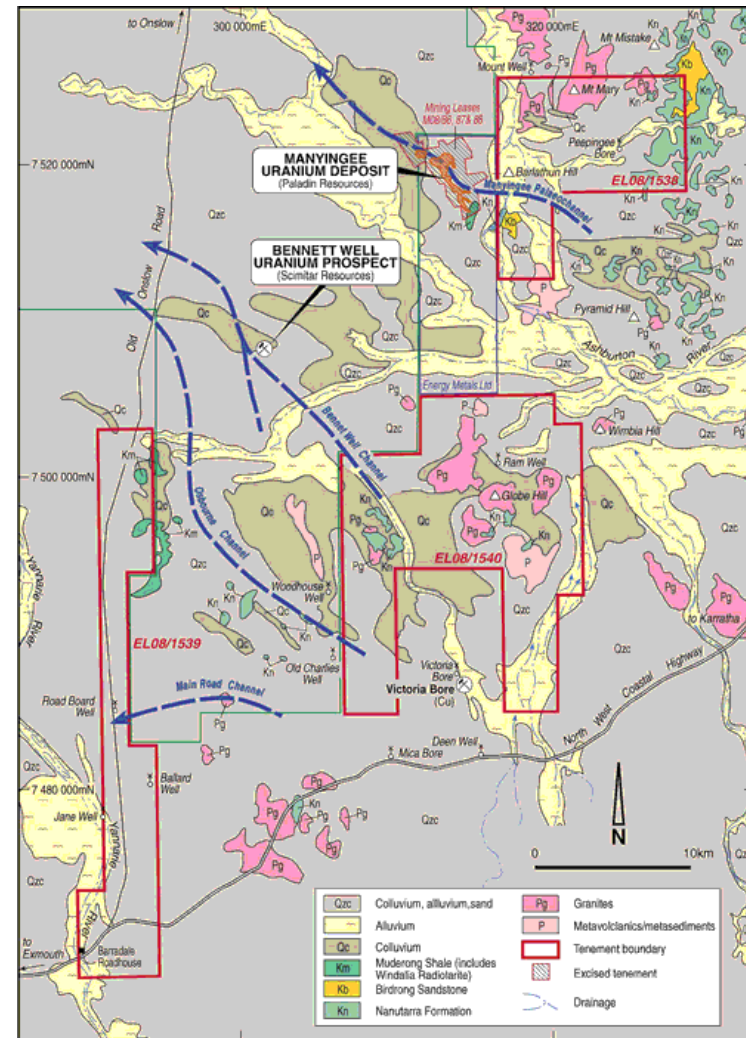 to Onslow
300 000mE
320 000mE
Mt Mistake
Mount Well
Mt Mary
Mining Leases
M08/86, 87& 88
Peepingee
Bore
7 520 000mN
MANYINGEE
URANIUM DEPOSIT
(Paladin Resources)
Barlathun Hill
EL08/1538
Manyingee Palaeochannel
BENNETT WELL
URANIUM PROSPECT
(Scimitar Resources)
Old Onslow Road
Pyramid Hill
Ashburton River
Energy Metals Ltd
Wimbia Hill
Bennet Well Channel
7 500 000mN
Ram Well
Globe Hill
Osbourne Channel
EL08/1540
Woodhouse
Well
Yannarie
River
to Karratha
EL08/1539
Old Charlies
Well
Victoria
Bore
Victoria Bore
(Cu)
Main Road Channel
Road Board
Well
North West Coastal Highway
Deen Well
Mica Bore
Ballard
Well
7 480 000mN
Jane Well
Yannarie River
N
0 10km
to
Exmouth
Barradale
Roadhouse
Qzc Colluvium, allluvium,sand
Alluvium
Qc Colluvium
Km Muderong Shale (includes
Windalia Radiolarite)
Kb Birdrong Sandstone
Kn Nanutarra Formation
Pg Granites
P Metavolcanics/metasediments
Tenement boundary
Excised tenement
Drainage